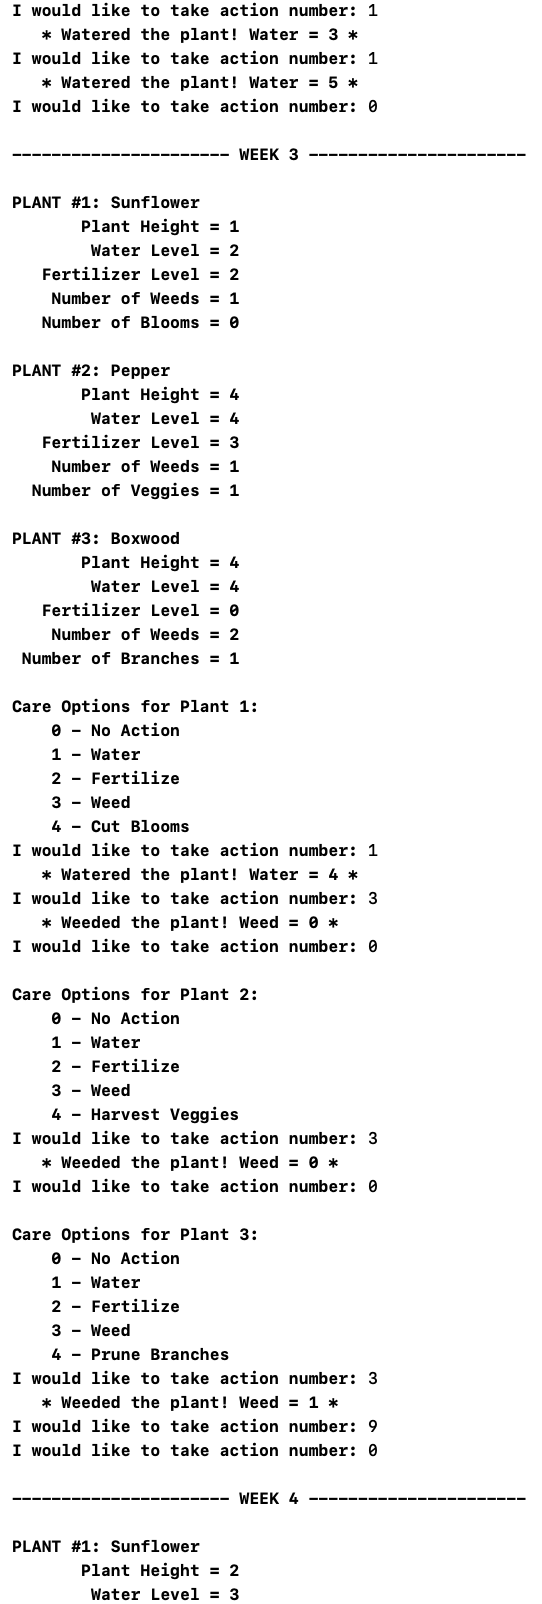 I would like to take action number: 1
   * Watered the plant! Water = 3 *
I would like to take action number: 1
   * Watered the plant! Water = 5 *
I would like to take action number: 0

---------------------- WEEK 3 ----------------------

PLANT #1: Sunflower
       Plant Height = 1
        Water Level = 2
   Fertilizer Level = 2
    Number of Weeds = 1
   Number of Blooms = 0

PLANT #2: Pepper
       Plant Height = 4
        Water Level = 4
   Fertilizer Level = 3
    Number of Weeds = 1
  Number of Veggies = 1

PLANT #3: Boxwood
       Plant Height = 4
        Water Level = 4
   Fertilizer Level = 0
    Number of Weeds = 2
 Number of Branches = 1

Care Options for Plant 1:
    0 - No Action
    1 - Water
    2 - Fertilize
    3 - Weed
    4 - Cut Blooms
I would like to take action number: 1
   * Watered the plant! Water = 4 *
I would like to take action number: 3
   * Weeded the plant! Weed = 0 *
I would like to take action number: 0

Care Options for Plant 2:
    0 - No Action
    1 - Water
    2 - Fertilize
    3 - Weed
    4 - Harvest Veggies
I would like to take action number: 3
   * Weeded the plant! Weed = 0 *
I would like to take action number: 0

Care Options for Plant 3:
    0 - No Action
    1 - Water
    2 - Fertilize
    3 - Weed
    4 - Prune Branches
I would like to take action number: 3
   * Weeded the plant! Weed = 1 *
I would like to take action number: 9
I would like to take action number: 0

---------------------- WEEK 4 ----------------------

PLANT #1: Sunflower
       Plant Height = 2
        Water Level = 3